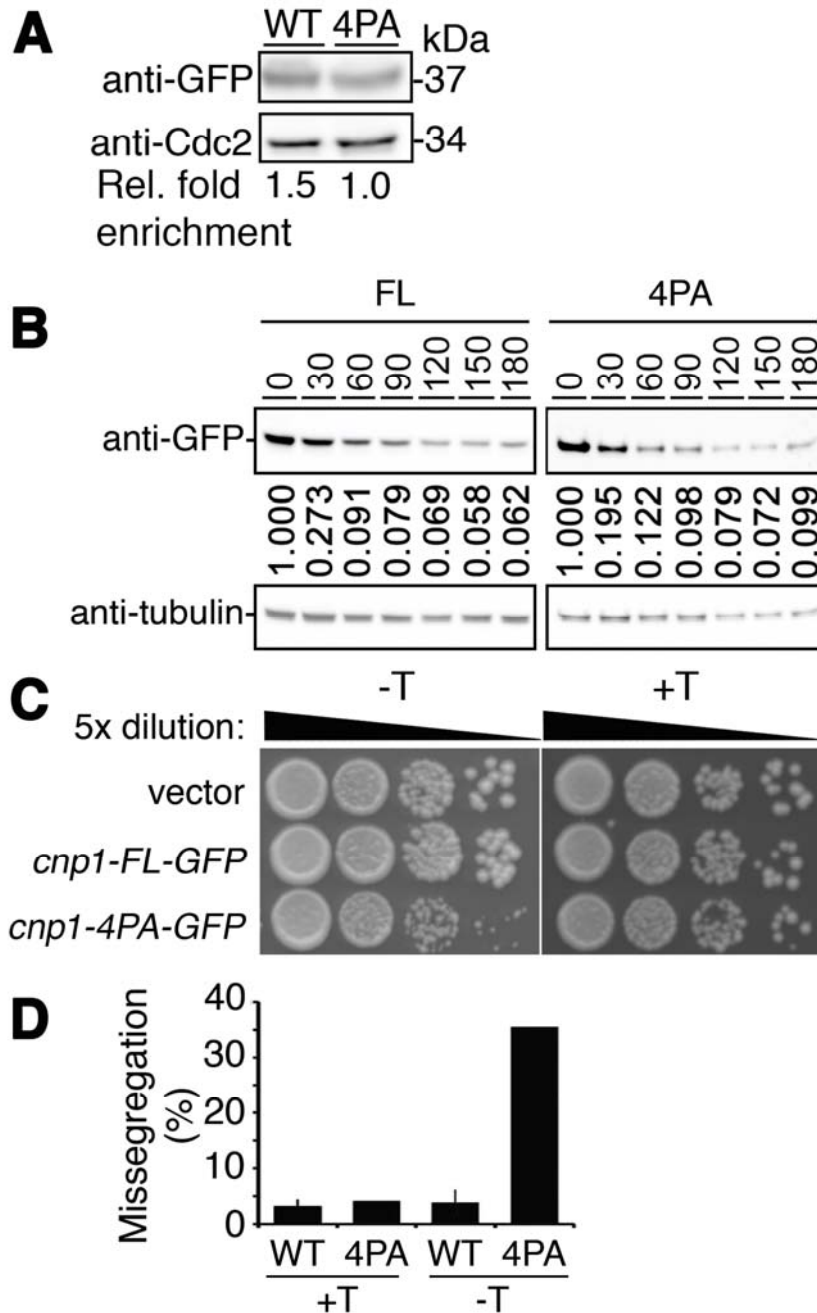 A
WT 4PA kDa
anti-GFP -37
anti-Cdc2 -34
Rel. fold 1.5 1.0
enrichment
B
FL 4PA
0 30 60 90 120 150 180 0 30 60 90 120 150 180
anti-GFP-
1.000 0.273 0.091 0.079 0.069 0.058 0.062 1.000 0.195 0.122 0.098 0.079 0.072 0.099
anti-tubulin-
C
-T +T
5x dilution:
vector
cnp1-FL-GFP
cnp1-4PA-GFP
D
Missegregation
(%)
40
30
20
10
0
WT 4PA WT 4PA
+T -T